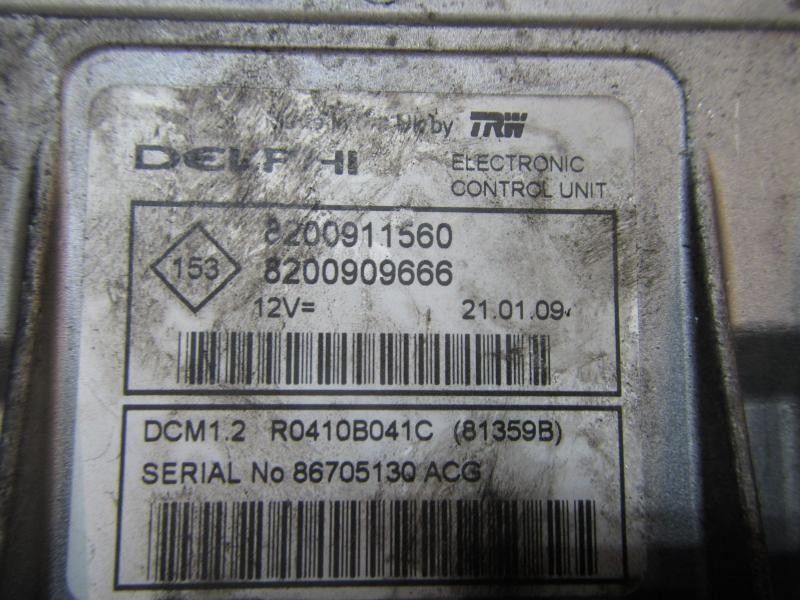 by TRW
DELPHI
ELECTRONIC
CONTROL UNIT
8200911560
153
8200909666
12V=
21.01.09
DCM1.2 R0410B041C (81359B)
SERIAL No 86705130 ACG